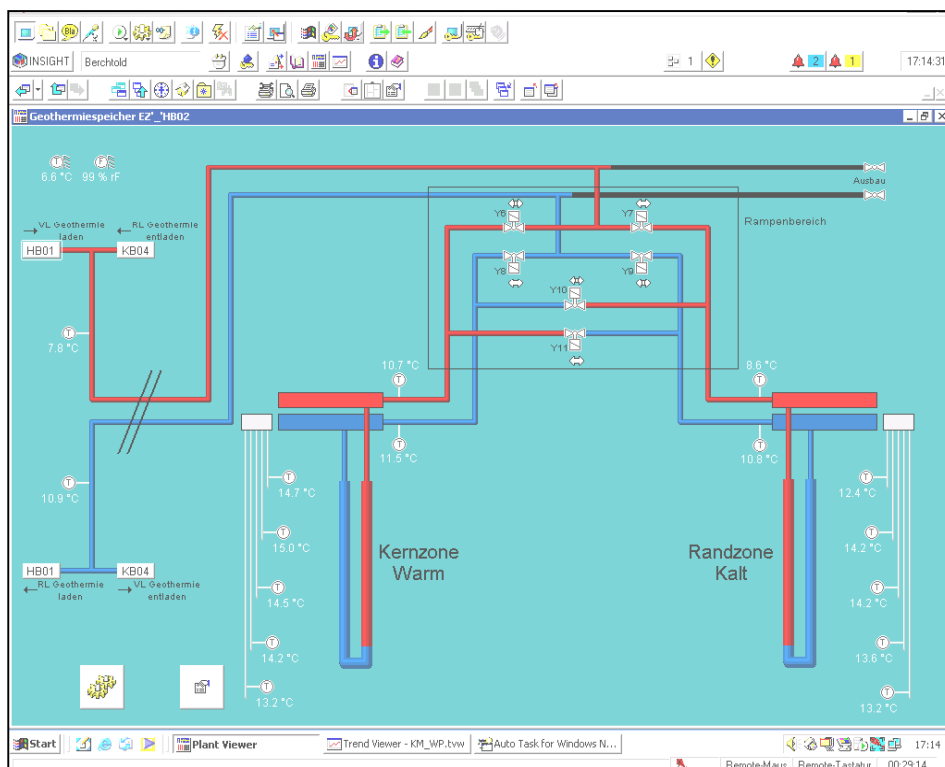 Bla
INSIGHT
Berchtold
1
2
1
17:14:31
Geothermiespeicher EZ'_'HB02
T
F
6.6 °C
99 % rF
Ausbau
VL Geothermie
laden
RL Geothermie
entladen
HB01
KB04
Y6
Y7
Rampenbereich
Y8
Y9
Y10
Y11
T
7.8 °C
10.7 °C
T
8.6 °C
T
T
11.5 °C
T
10.8 °C
T
10.9 °C
T
14.7 °C
T
12.4 °C
T
15.0 °C
T
14.2 °C
Kernzone
Warm
Randzone
Kalt
HB01
KB04
RL Geothermie
laden
VL Geothermie
entladen
T
14.5 °C
T
14.2 °C
T
14.2 °C
T
13.6 °C
T
13.2 °C
T
13.2 °C
Start
Plant Viewer
Trend Viewer - KM_WP.tvw
Auto Task for Windows N...
17:14
Remote-Maus
Remote-Tastatur
00:29:14